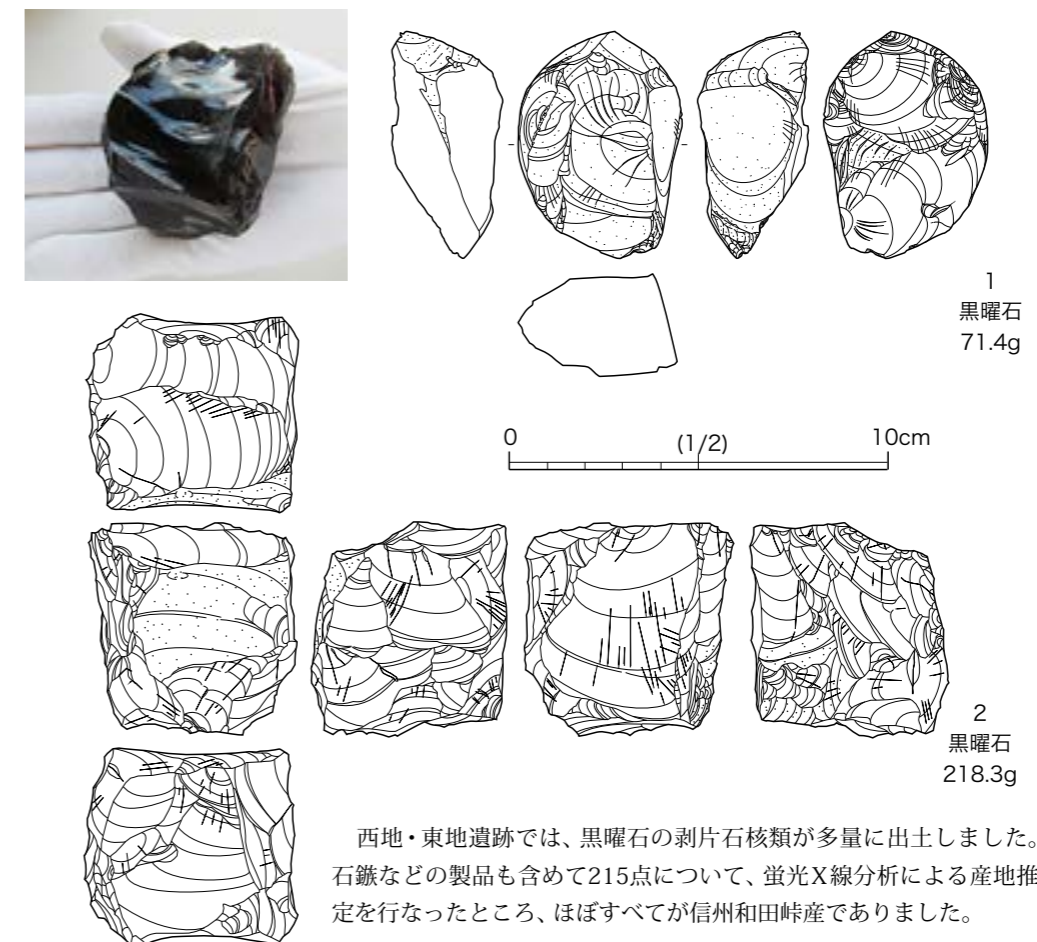 1
黒曜石
71.4g
0 (1/2) 10cm
2
黒曜石
218.3g
西地・東地遺跡では、黒曜石の剥片石核類が多量に出土しました。
石鏃などの製品も含めて215点について、蛍光X線分析による産地推
定を行なったところ、ほぼすべてが信州和田峠産でありました。